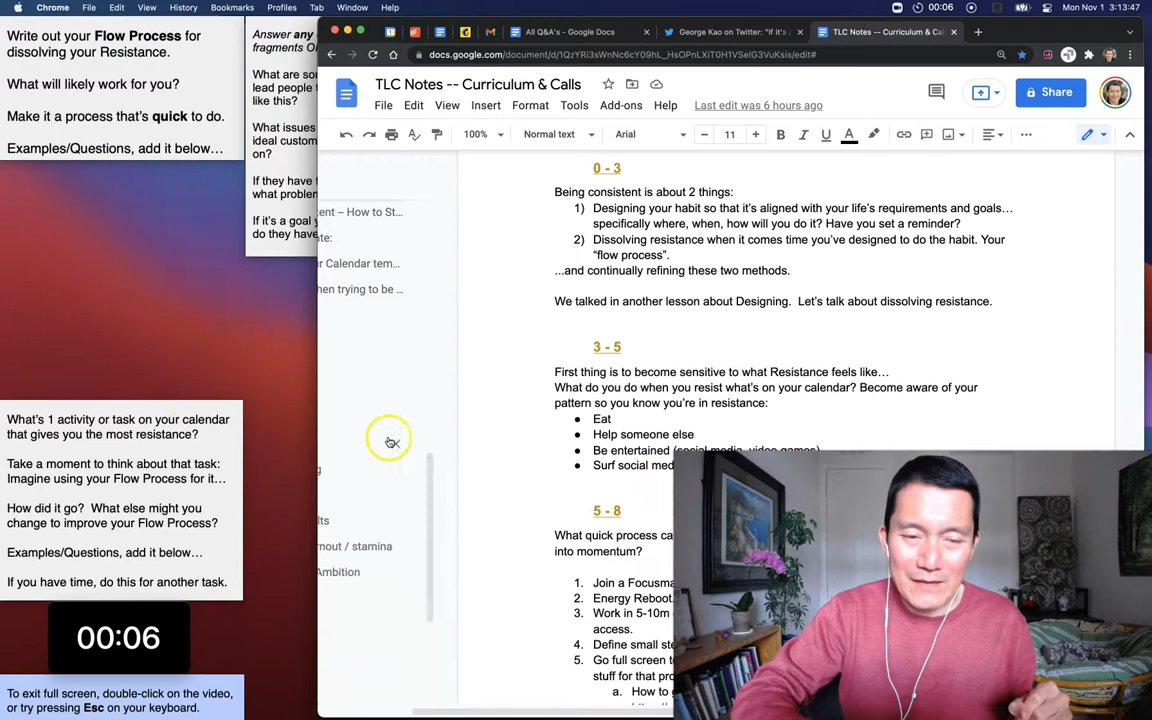 Chrome File Edit View History Bookmarks Profiles Tab Window Help
00:06
Mon Nov 1 3:13:47
Write out your Flow Process for
dissolving your Resistance.
What will likely work for you?
Make it a process that's quick to do.
Examples/Questions, add it below…
Answer any
fragments
What are
lead people
like this?
What issues
ideal
on?
If they have
what
If it's a goal
do they have
All Q&A's - Google Docs
George Kao on Twitter: "If it's
TLC Notes -- Curriculum & Cal
docs.google.com/document/d/1QzYRi3sWnNc6cY09hL_HsOPnLXiT0H1VSelG3VuKsis/edit#
TLC Notes -- Curriculum & Calls
File Edit View Insert Format Tools Add-ons Help Last edit was 6 hours ago
Share
100% Normal text Arial 11 B I U A
ent – How to St...
te:
r Calendar tem...
hen trying to be ...
g
lts
rnout / stamina
Ambition
0 - 3
Being consistent is about 2 things:
1) Designing your habit so that it's aligned with your life's requirements and goals…
specifically where, when, how will you do it? Have you set a reminder?
2) Dissolving resistance when it comes time you've designed to do the habit. Your
"flow process".
...and continually refining these two methods.
We talked in another lesson about Designing. Let's talk about dissolving resistance.
3 - 5
First thing is to become sensitive to what Resistance feels like…
What do you do when you resist what's on your calendar? Become aware of your
pattern so you know you're in resistance:
● Eat
● Help someone else
● Be entertained (social media, video games)
● Surf social med
5 - 8
What quick process ca
into momentum?
1. Join a Focusma
2. Energy Reboot
3. Work in 5-10m
access.
4. Define small ste
5. Go full screen t
stuff for that pro
a. How to g
What's 1 activity or task on your calendar
that gives you the most resistance?
Take a moment to think about that task:
Imagine using your Flow Process for it…
How did it go? What else might you
change to improve your Flow Process?
Examples/Questions, add it below…
If you have time, do this for another task.
00:06
To exit full screen, double-click on the video,
or try pressing Esc on your keyboard.